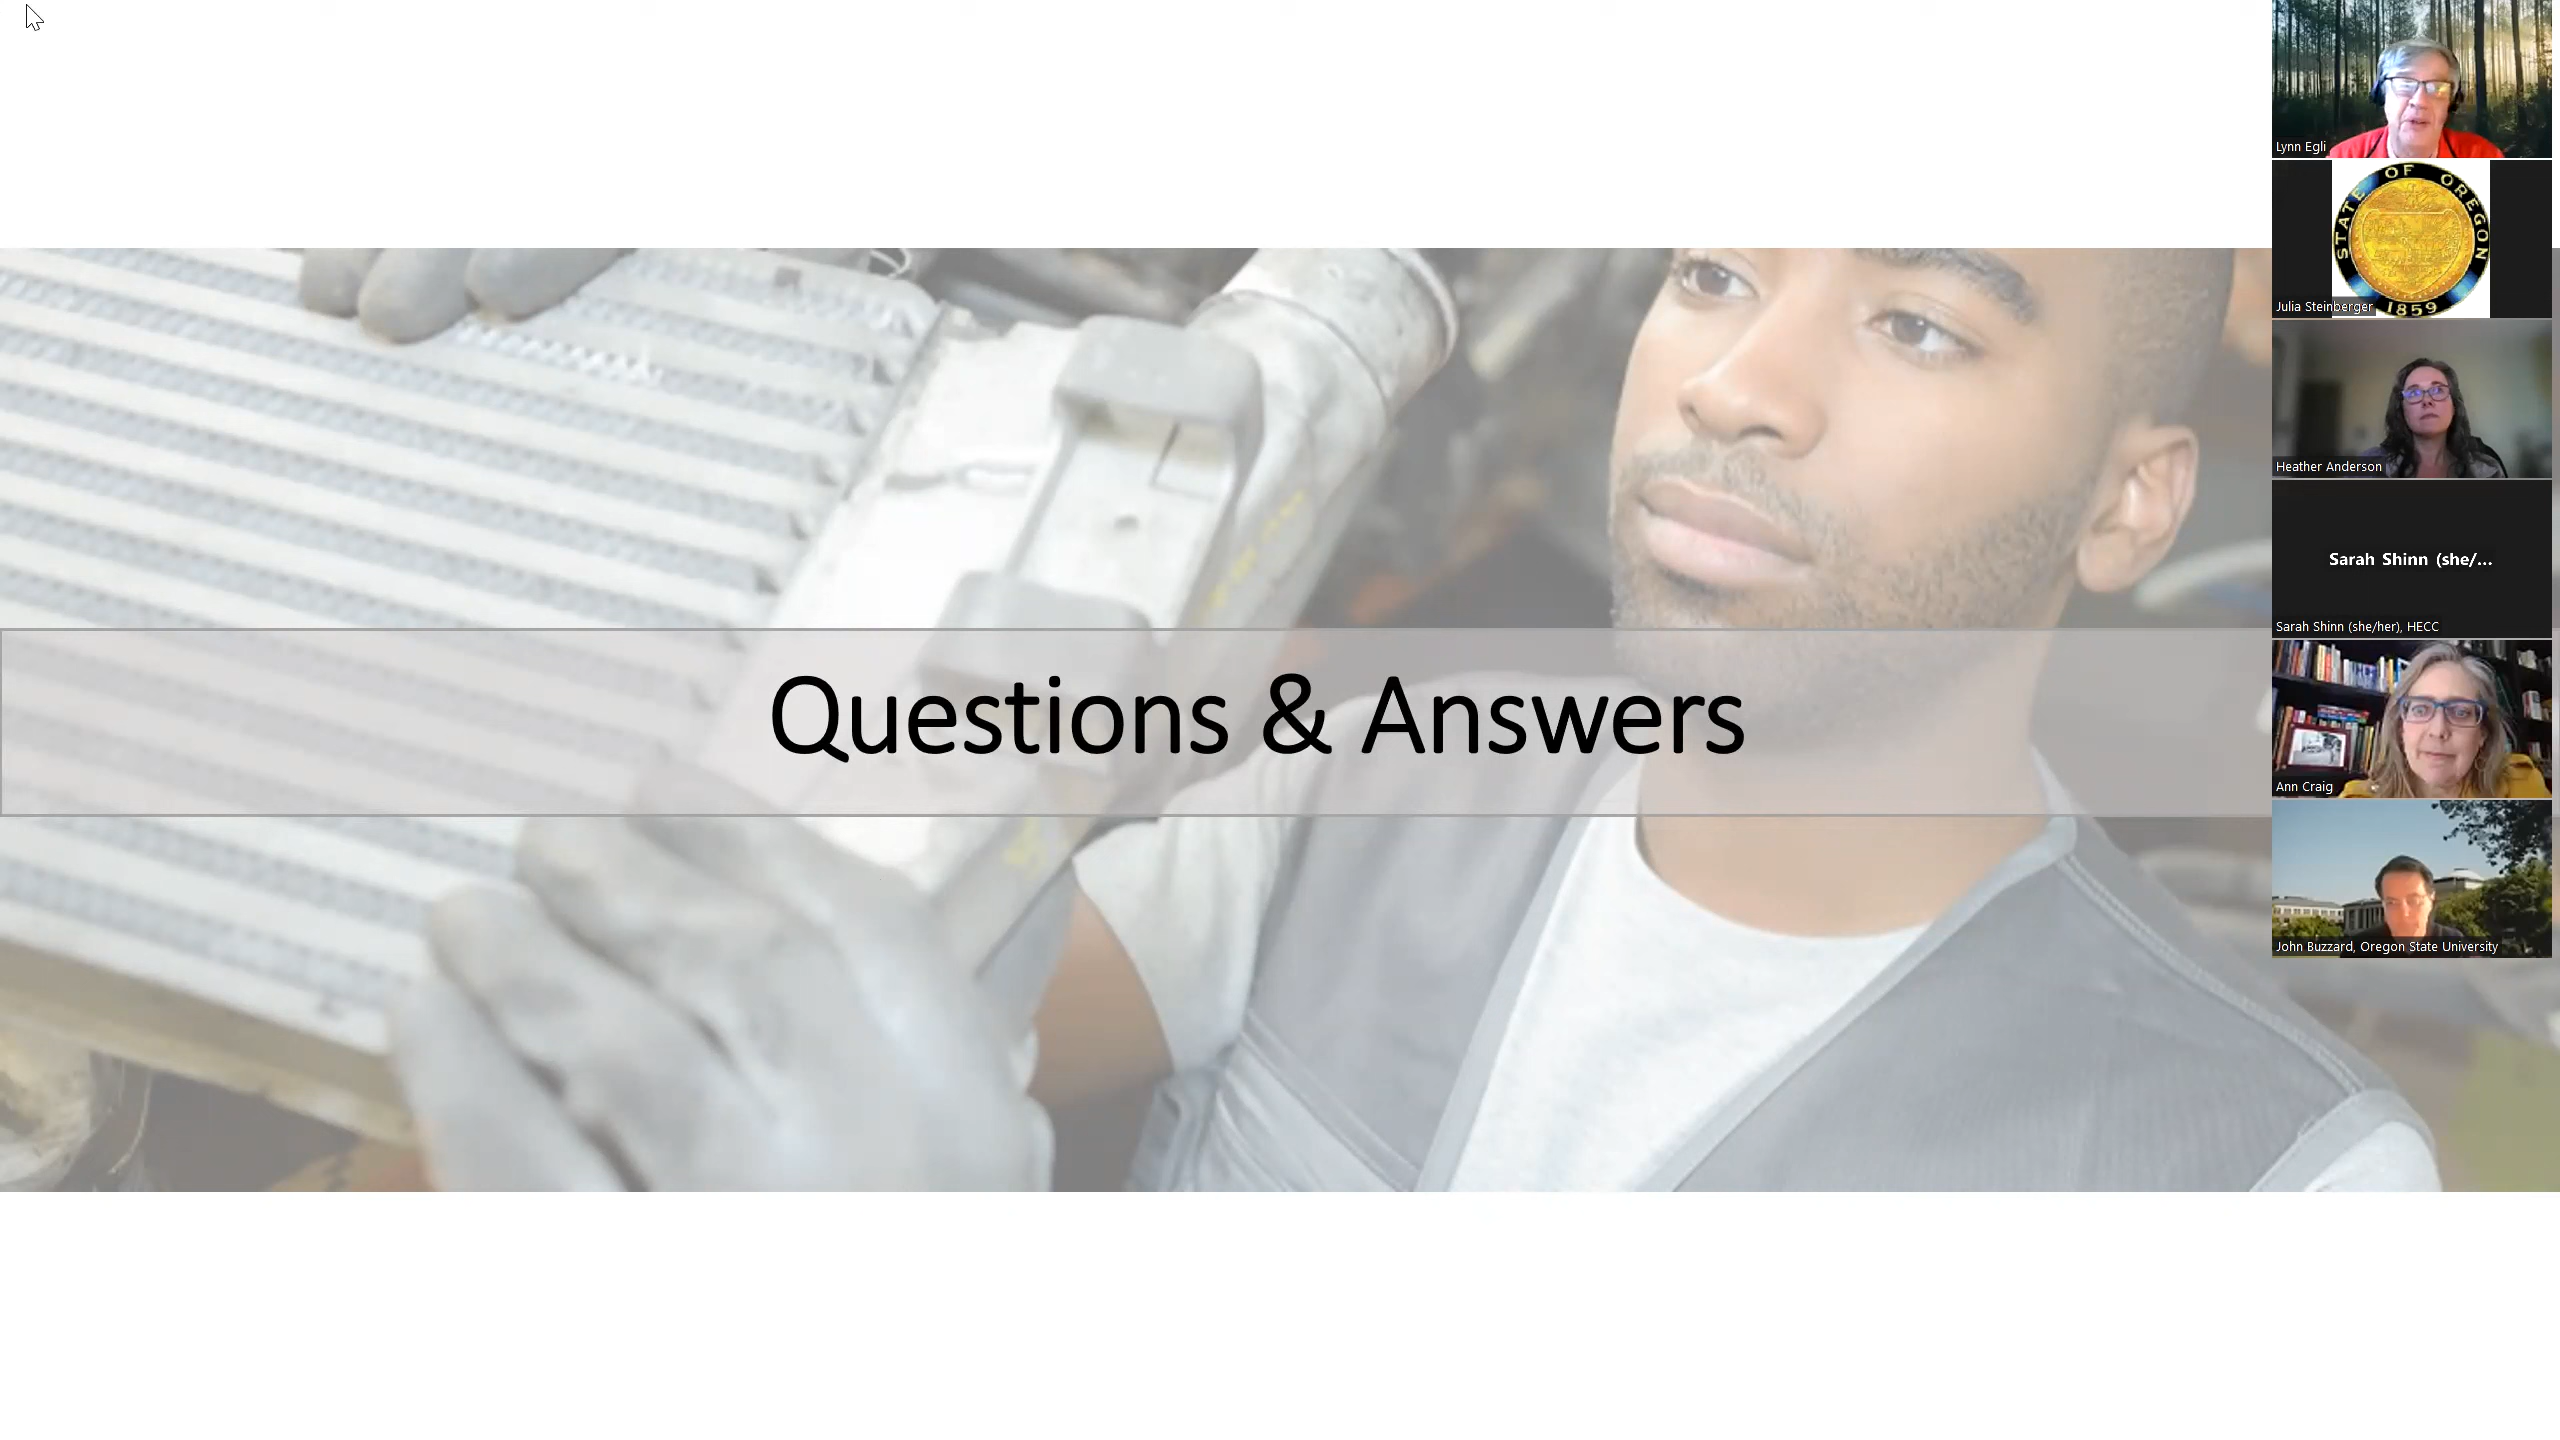 Questions & Answers
Lynn Egli
STATE OF OREGON
1859
Julia Steinberger
Heather Anderson
Sarah Shinn (she/...
Sarah Shinn (she/her), HECC
Ann Craig
John Buzzard, Oregon State University